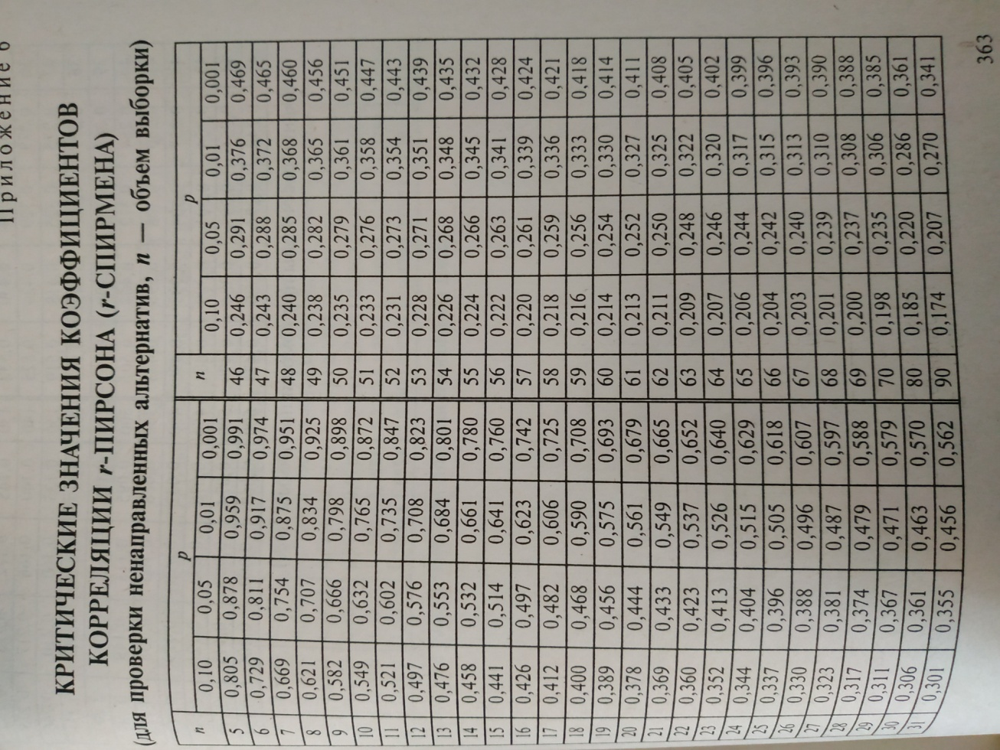 Приложение 6
КРИТИЧЕСКИЕ ЗНАЧЕНИЯ КОЭФФИЦИЕНТОВ
КОРРЕЛЯЦИИ r-ПИРСОНА (r-СПИРМЕНА)
(для проверки ненаправленных альтернатив, n — объем выборки)
n p n p
0,10 0,05 0,01 0,001 0,10 0,05 0,01 0,001
5 0,805 0,878 0,959 0,991 46 0,246 0,291 0,376 0,469
6 0,729 0,811 0,917 0,974 47 0,243 0,288 0,372 0,465
7 0,669 0,754 0,875 0,951 48 0,240 0,285 0,368 0,460
8 0,621 0,707 0,834 0,925 49 0,238 0,282 0,365 0,456
9 0,582 0,666 0,798 0,898 50 0,235 0,279 0,361 0,451
10 0,549 0,632 0,765 0,872 51 0,233 0,276 0,358 0,447
11 0,521 0,602 0,735 0,847 52 0,231 0,273 0,354 0,443
12 0,497 0,576 0,708 0,823 53 0,228 0,271 0,351 0,439
13 0,476 0,553 0,684 0,801 54 0,226 0,268 0,348 0,435
14 0,458 0,532 0,661 0,780 55 0,224 0,266 0,345 0,432
15 0,441 0,514 0,641 0,760 56 0,222 0,263 0,341 0,428
16 0,426 0,497 0,623 0,742 57 0,220 0,261 0,339 0,424
17 0,412 0,482 0,606 0,725 58 0,218 0,259 0,336 0,421
18 0,400 0,468 0,590 0,708 59 0,216 0,256 0,333 0,418
19 0,389 0,456 0,575 0,693 60 0,214 0,254 0,330 0,414
20 0,378 0,444 0,561 0,679 61 0,213 0,252 0,327 0,411
21 0,369 0,433 0,549 0,665 62 0,211 0,250 0,325 0,408
22 0,360 0,423 0,537 0,652 63 0,209 0,248 0,322 0,405
23 0,352 0,413 0,526 0,640 64 0,207 0,246 0,320 0,402
24 0,344 0,404 0,515 0,629 65 0,206 0,244 0,317 0,399
25 0,337 0,396 0,505 0,618 66 0,204 0,242 0,315 0,396
26 0,330 0,388 0,496 0,607 67 0,203 0,240 0,313 0,393
27 0,323 0,381 0,487 0,597 68 0,201 0,239 0,310 0,390
28 0,317 0,374 0,479 0,588 69 0,200 0,237 0,308 0,388
29 0,311 0,367 0,471 0,579 70 0,198 0,235 0,306 0,385
30 0,306 0,361 0,463 0,570 80 0,185 0,220 0,286 0,361
31 0,301 0,355 0,456 0,562 90 0,174 0,207 0,270 0,341
363